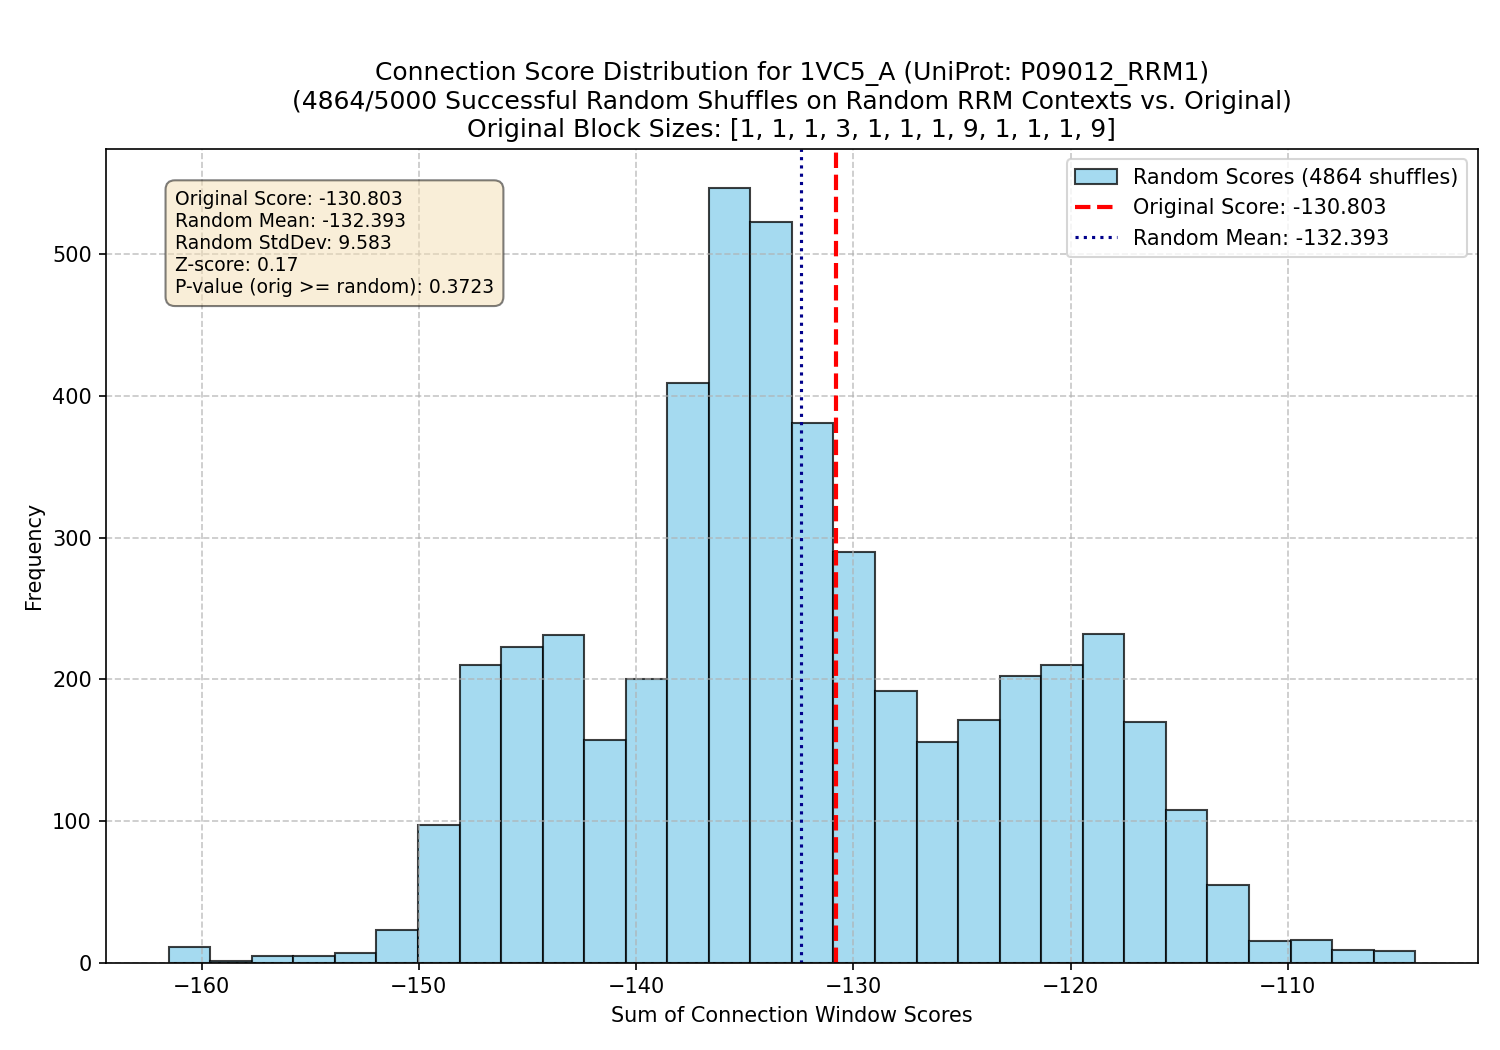 Connection Score Distribution for 1VC5_A (UniProt: P09012_RRM1)
(4864/5000 Successful Random Shuffles on Random RRM Contexts vs. Original)
Original Block Sizes: [1, 1, 1, 3, 1, 1, 1, 9, 1, 1, 1, 9]
Original Score: -130.803
Random Mean: -132.393
Random StdDev: 9.583
Z-score: 0.17
P-value (orig >= random): 0.3723
Random Scores (4864 shuffles)
Original Score: -130.803
Random Mean: -132.393
500
400
300
200
100
0
Frequency
−160
−150
−140
−130
−120
−110
Sum of Connection Window Scores